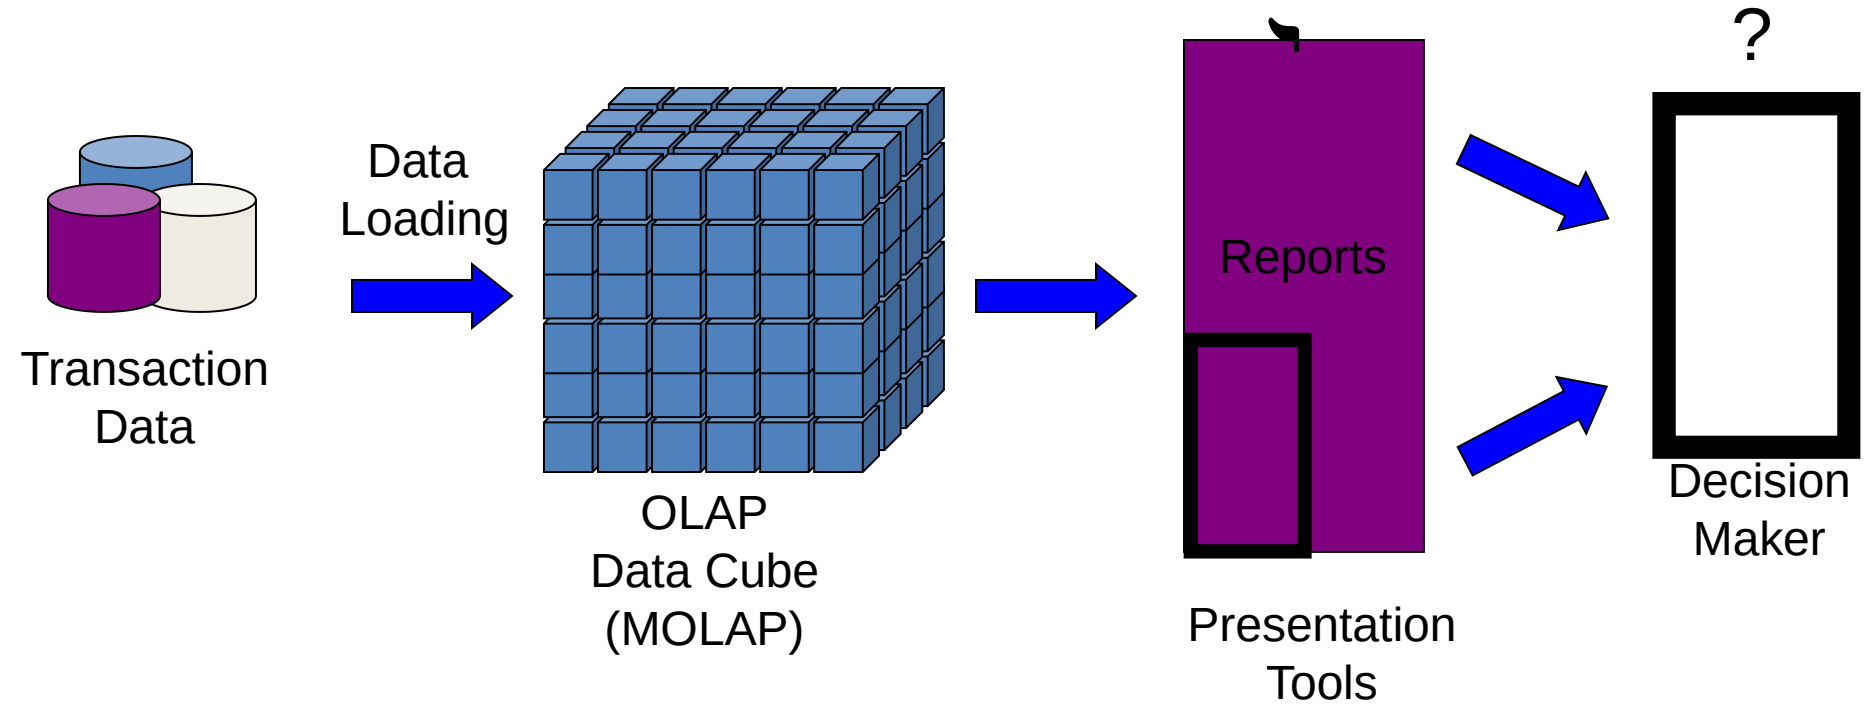 Transaction
Data
Data
Loading
OLAP
Data Cube
(MOLAP)
Reports
Presentation
Tools
?
Decision
Maker